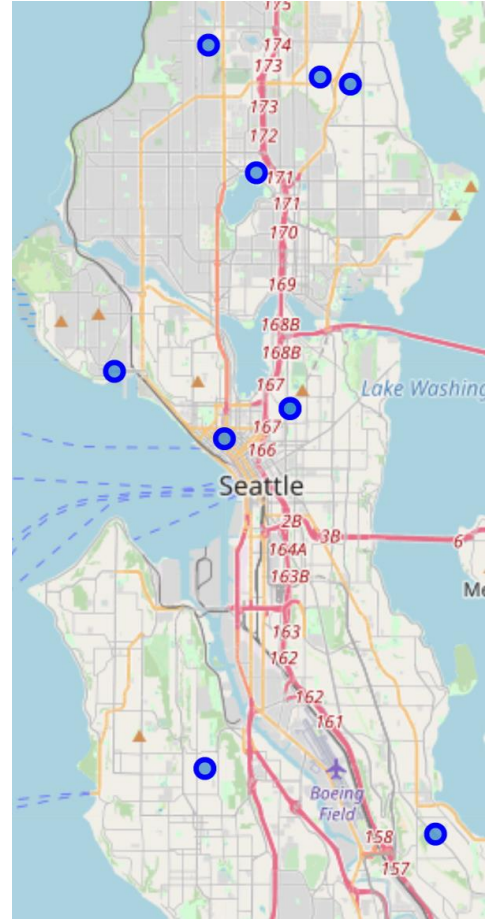 175
174
173
173
172
171
171
170
169
168B
168B
167
Lake Washing
167
166
Seattle
2B
3B
6
164A
163B
Me
163
162
162
161
Boeing
Field
158
157